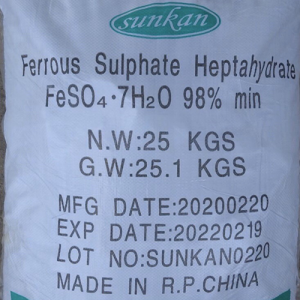 sunkan
Ferrous Sulphate Heptahydrate
FeSO4·7H2O 98% min
N.W:25 KGS
G.W:25.1 KGS
MFG DATE:20200220
EXP DATE:20220219
LOT NO:SUNKAN0220
MADE IN R.P.CHINA